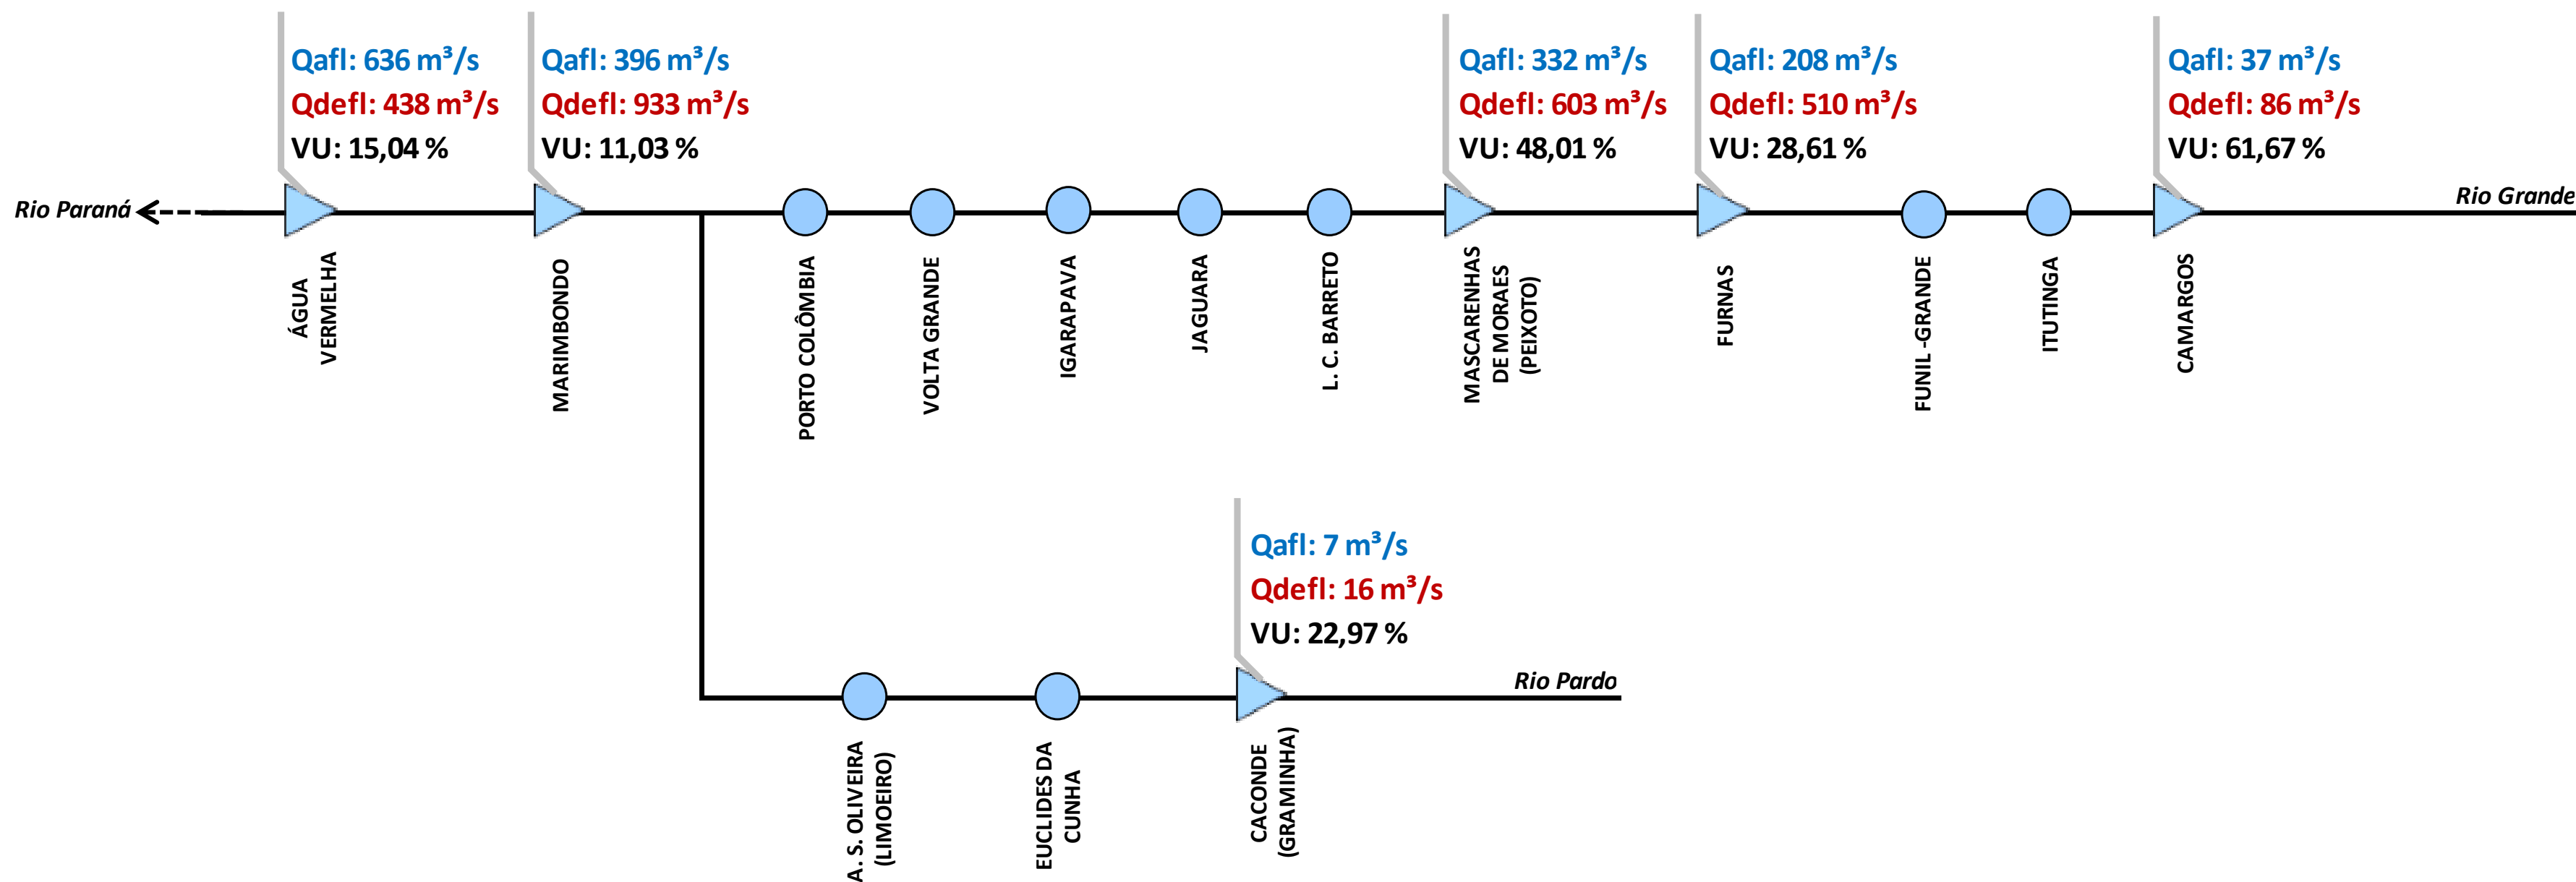 Qafl: 636 m³/s
Qdefl: 438 m³/s
VU: 15,04 %
Qafl: 396 m³/s
Qdefl: 933 m³/s
VU: 11,03 %
Qafl: 332 m³/s
Qdefl: 603 m³/s
VU: 48,01 %
Qafl: 208 m³/s
Qdefl: 510 m³/s
VU: 28,61 %
Qafl: 37 m³/s
Qdefl: 86 m³/s
VU: 61,67 %
Rio Paraná
Rio Grande
ÁGUA
VERMELHA
MARIMBONDO
PORTO COLÔMBIA
VOLTA GRANDE
IGARAPAVA
JAGUARA
L. C. BARRETO
MASCARENHAS
DE MORAES
(PEIXOTO)
FURNAS
FUNIL -GRANDE
ITUTINGA
CAMARGOS
Qafl: 7 m³/s
Qdefl: 16 m³/s
VU: 22,97 %
Rio Pardo
A. S. OLIVEIRA
(LIMOEIRO)
EUCLIDES DA
CUNHA
CACONDE
(GRAMINHA)